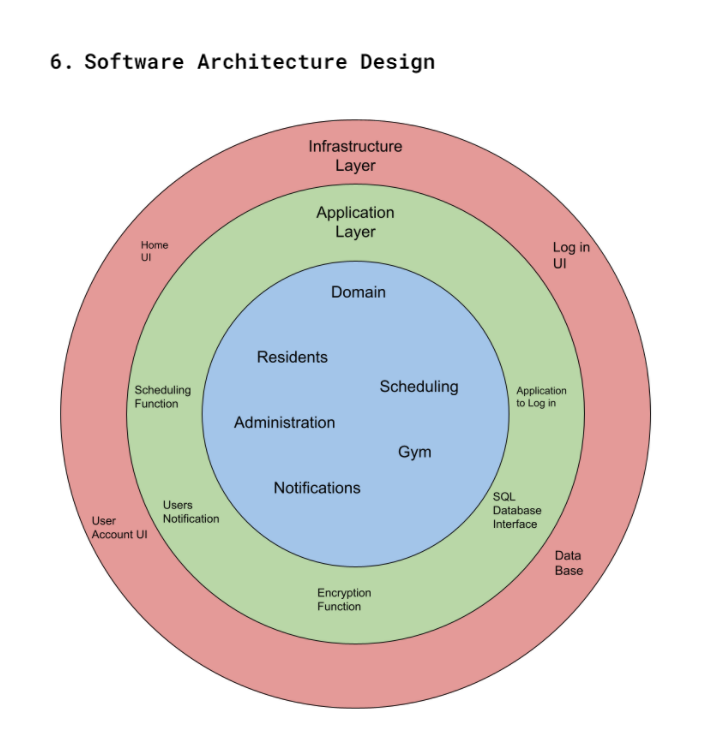 6. Software Architecture Design
Infrastructure
Layer
Application
Layer
Home
UI
Log in
UI
Domain
Residents
Scheduling
Scheduling
Function
Application
to Log in
Administration
Gym
Notifications
Users
Notification
SQL
Database
Interface
User
Account UI
Data
Base
Encryption
Function